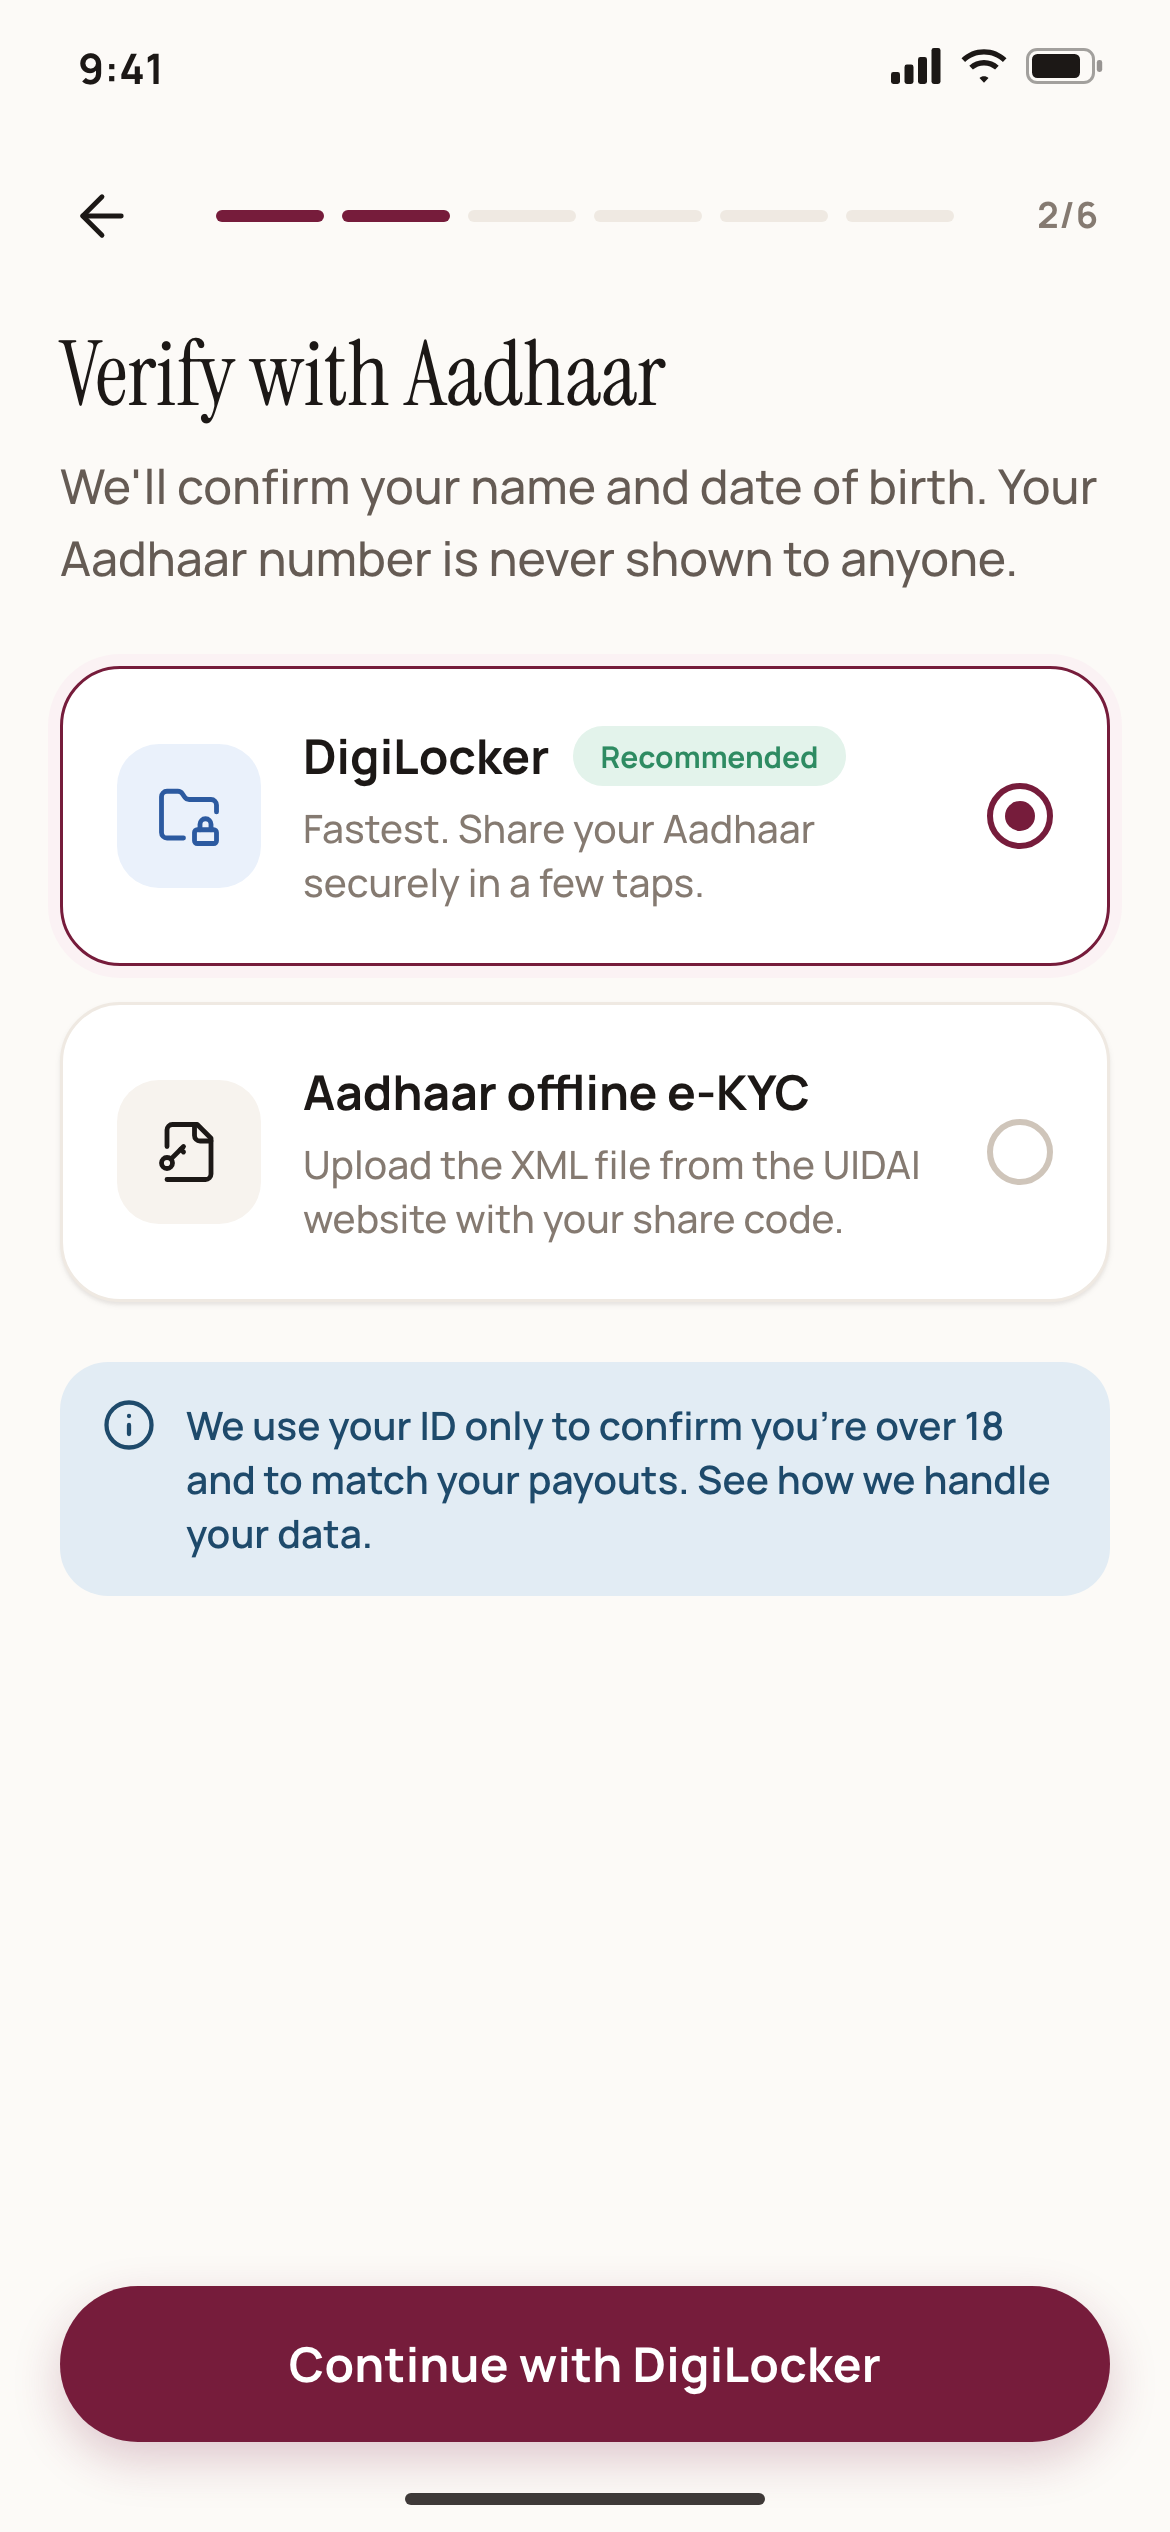 9:41
2/6
Verify with Aadhaar
We'll confirm your name and date of birth. Your
Aadhaar number is never shown to anyone.
DigiLocker Recommended
Fastest. Share your Aadhaar
securely in a few taps.
Aadhaar offline e-KYC
Upload the XML file from the UIDAI
website with your share code.
We use your ID only to confirm you’re over 18
and to match your payouts. See how we handle
your data.
Continue with DigiLocker